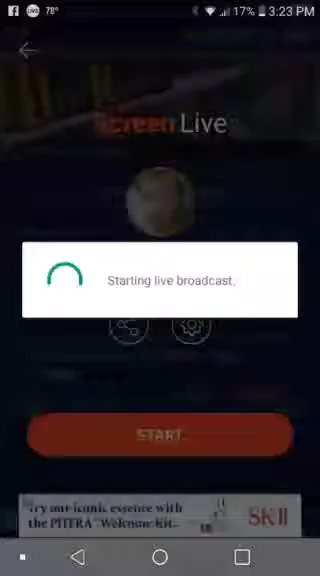 78°
17%
3:23 PM
Screen Live
Starting live broadcast.
START
Try our iconic essence with
the PITERA™ Welcome Kit.
SK-II